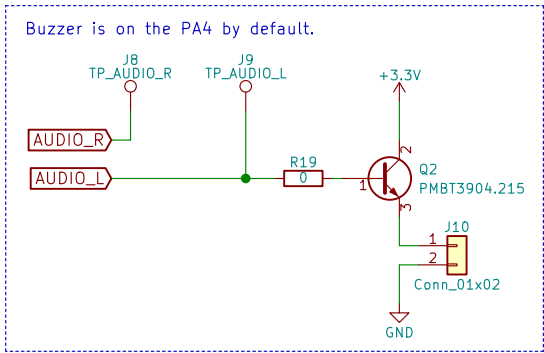 Buzzer is on the PA4 by default.
J8
TP_AUDIO_R
J9
TP_AUDIO_L
+3.3V
AUDIO_R
AUDIO_L
R19
0
1
2
3
Q2
PMBT3904.215
J10
1
2
Conn_01x02
GND